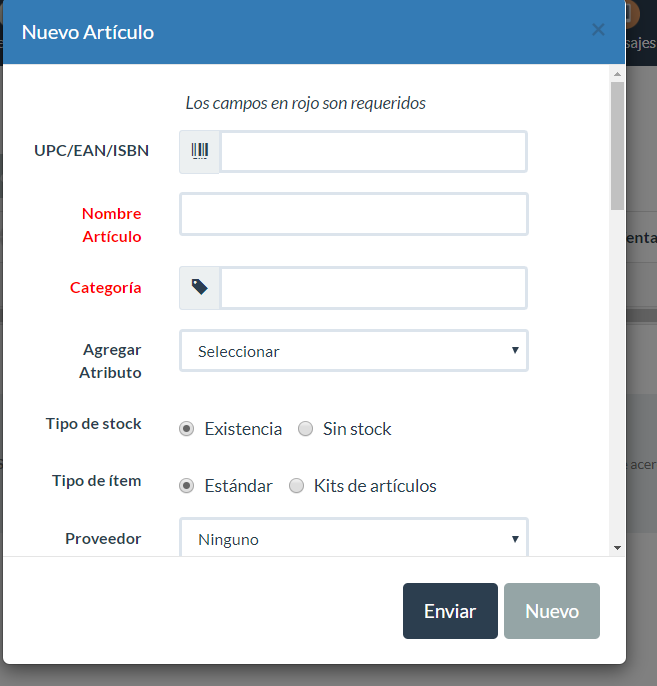 Nuevo Artículo
×
sajes
Los campos en rojo son requeridos
UPC/EAN/ISBN
Nombre
Artículo
enta
Categoría
Agregar
Atributo
Seleccionar
Tipo de stock
Existencia
Sin stock
acer
Tipo de ítem
Estándar
Kits de artículos
Proveedor
Ninguno
Enviar
Nuevo